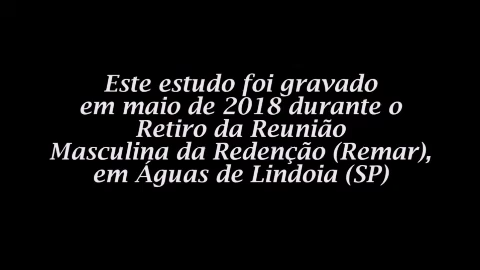 Este estudo foi gravado
em maio de 2018 durante o
Retiro da Reunião
Masculina da Redenção (Remar),
em Águas de Lindoia (SP)